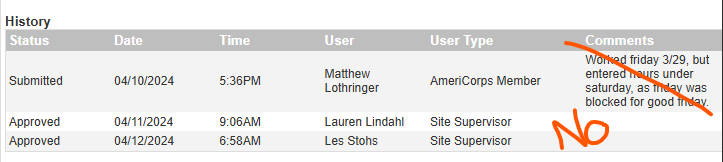 History
Status Date Time User User Type Comments
Submitted 04/10/2024 5:36PM Matthew Lothringer AmeriCorps Member Worked friday 3/29, but
entered hours under
saturday, as friday was
blocked for good friday.
Approved 04/11/2024 9:06AM Lauren Lindahl Site Supervisor
Approved 04/12/2024 6:58AM Les Stohs Site Supervisor
No